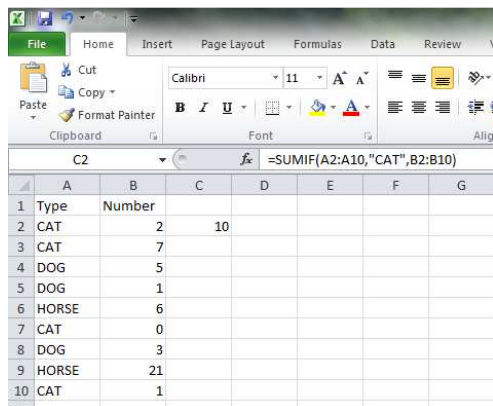 File Home Insert Page Layout Formulas Data Review
Cut
Calibri 11 A A
Copy
Paste
Format Painter
B I U A
Clipboard Font Alig
C2 fx =SUMIF(A2:A10,"CAT",B2:B10)
A B C D E F G
1 Type Number
2 CAT 2 10
3 CAT 7
4 DOG 5
5 DOG 1
6 HORSE 6
7 CAT 0
8 DOG 3
9 HORSE 21
10 CAT 1